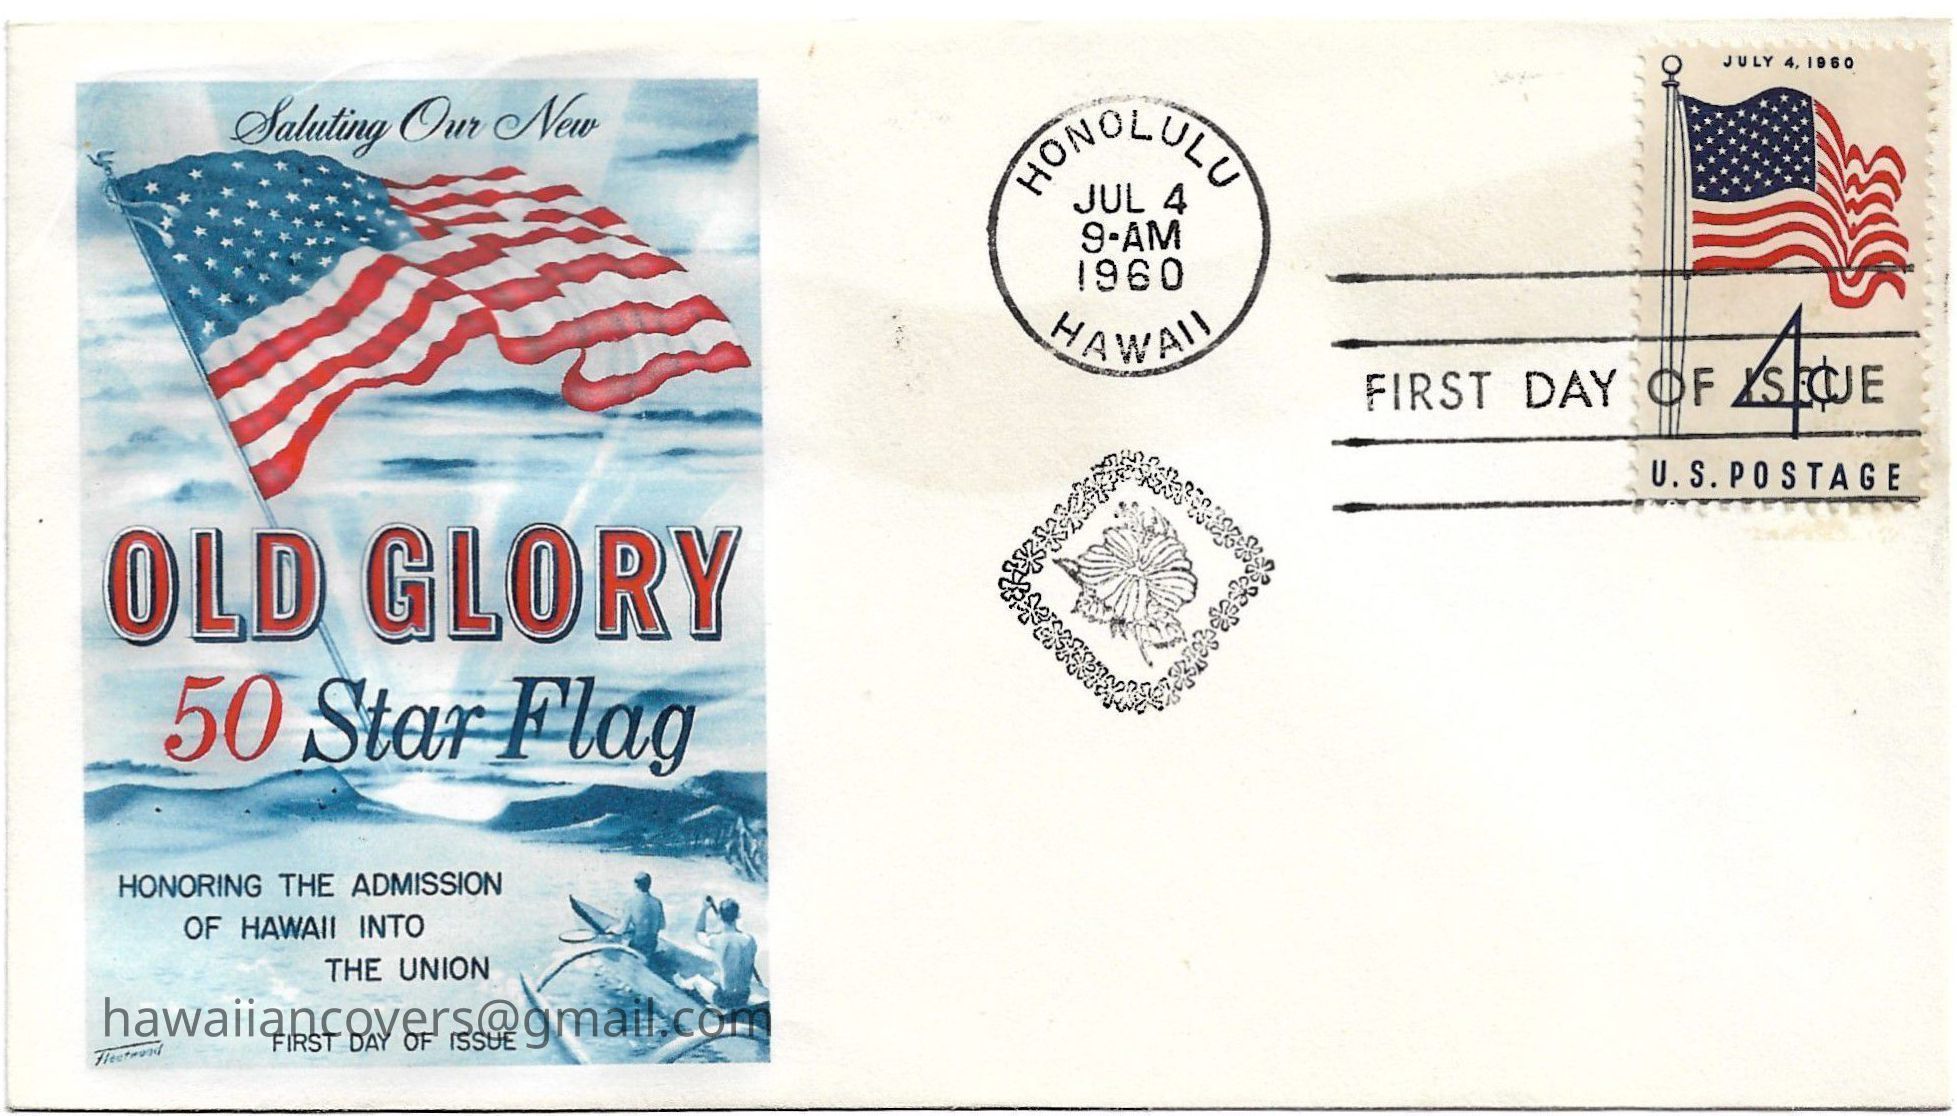 Saluting Our New
OLD GLORY
50 Star Flag
HONORING THE ADMISSION
OF HAWAII INTO
THE UNION
hawaiiancovers@gmail.com
FIRST DAY OF ISSUE
Fleetwood
HONOLULU
JUL 4
9-AM
1960
HAWAII
JULY 4, 1960
FIRST DAY OF ISSUE
4¢
U.S. POSTAGE